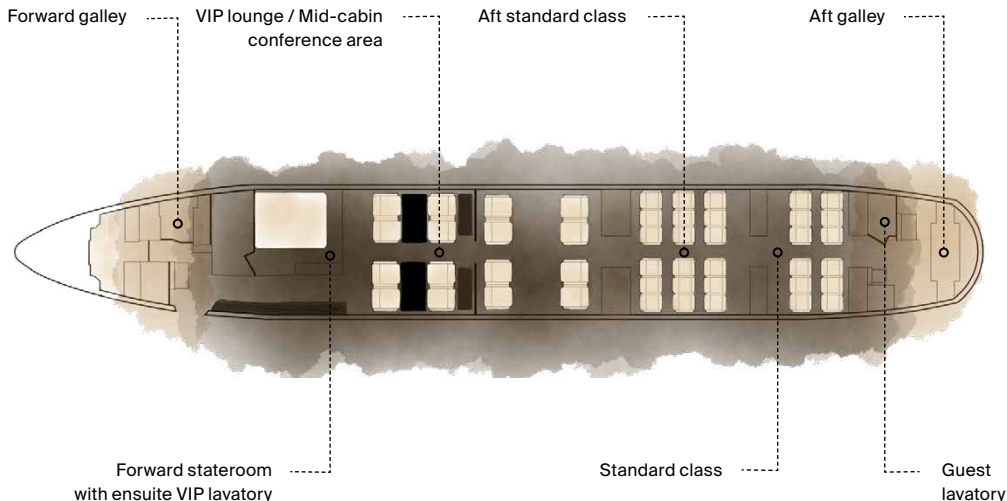 Forward galley
VIP lounge / Mid-cabin
conference area
Aft standard class
Aft galley
Forward stateroom
with ensuite VIP lavatory
Standard class
Guest
lavatory